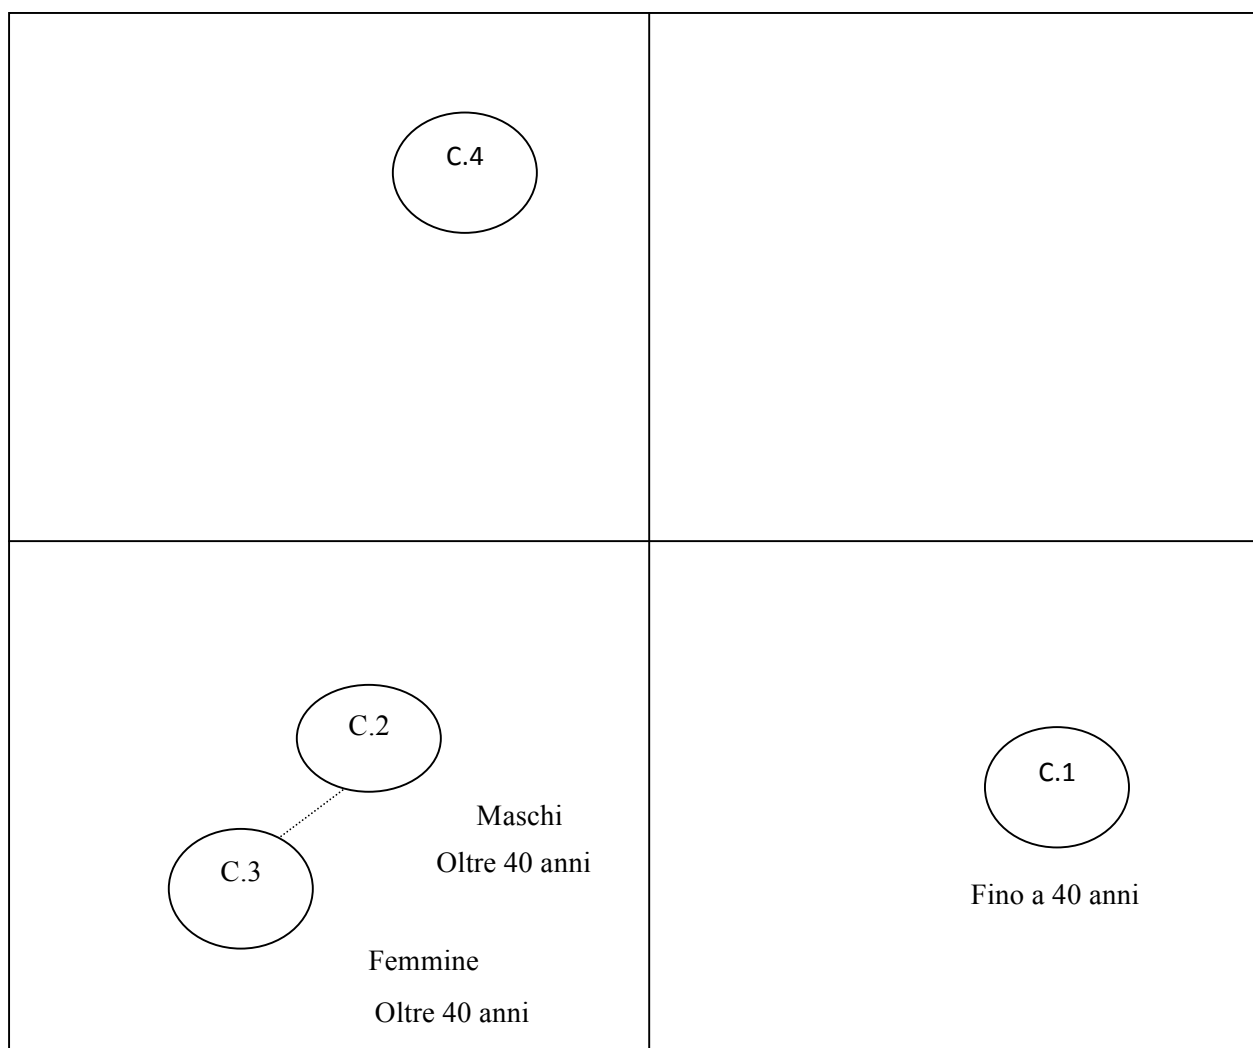 C.4
C.2
Maschi
Oltre 40 anni
C.3
Femmine
Oltre 40 anni
C.1
Fino a 40 anni